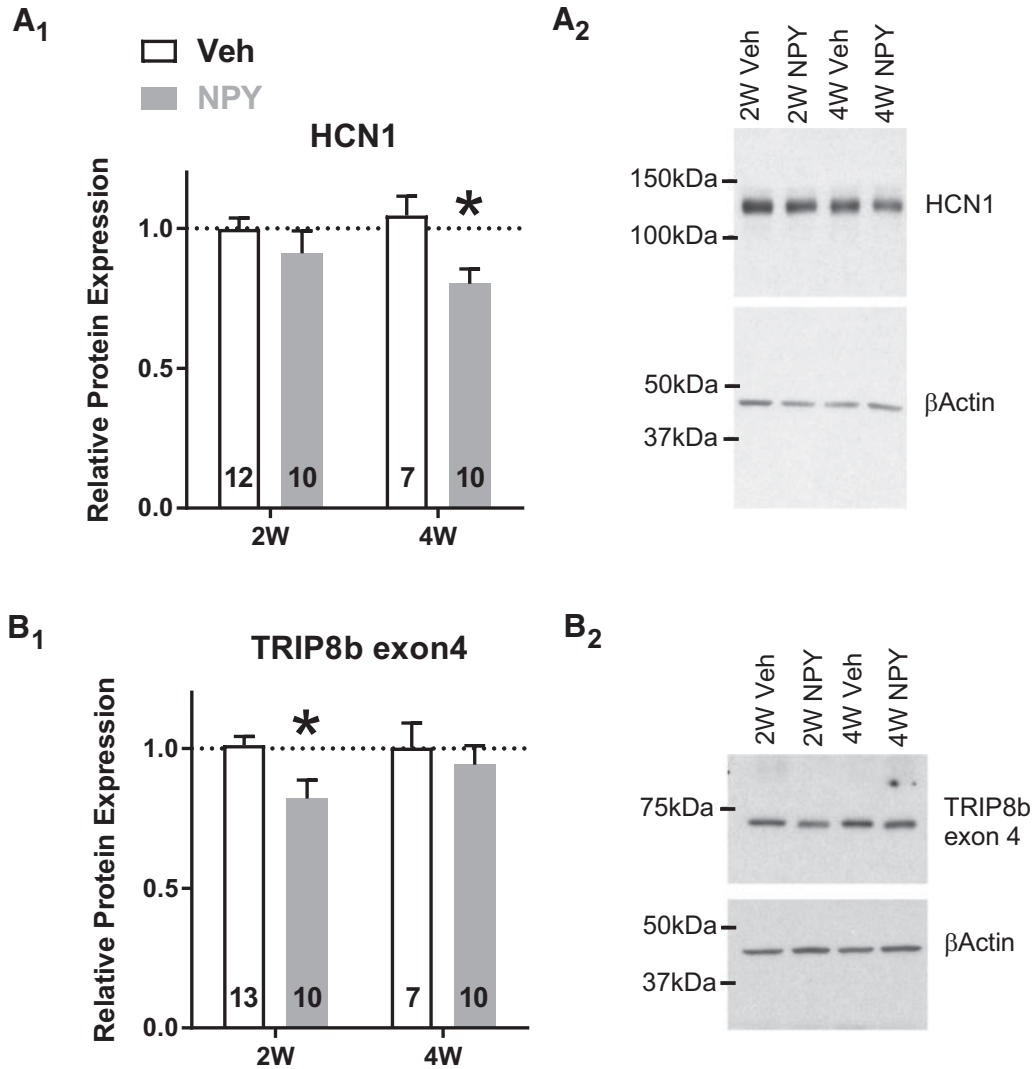 A1
Veh
NPY
HCN1
Relative Protein Expression
1.0
0.5
0.0
*
12
10
7
10
2W
4W
A2
2W Veh
2W NPY
4W Veh
4W NPY
150kDa
100kDa
HCN1
50kDa
37kDa
βActin
B1
TRIP8b exon4
Relative Protein Expression
1.0
0.5
0.0
*
13
10
7
10
2W
4W
B2
2W Veh
2W NPY
4W Veh
4W NPY
75kDa
TRIP8b
exon 4
50kDa
37kDa
βActin